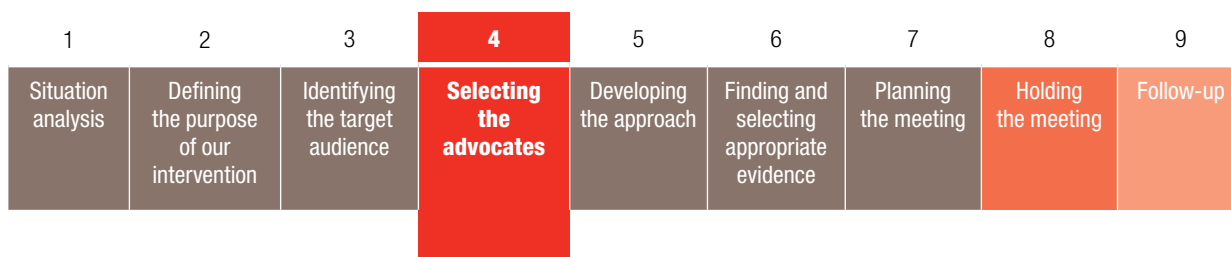 1
Situation
analysis
2
Defining
the purpose
of our
intervention
3
Identifying
the target
audience
4
Selecting
the
advocates
5
Developing
the approach
6
Finding and
selecting
appropriate
evidence
7
Planning
the meeting
8
Holding
the meeting
9
Follow-up